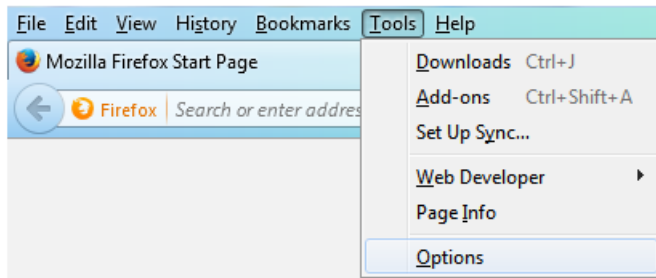 File Edit View History Bookmarks Tools Help
Mozilla Firefox Start Page
Firefox Search or enter addres
Downloads Ctrl+J
Add-ons Ctrl+Shift+A
Set Up Sync...
Web Developer
Page Info
Options